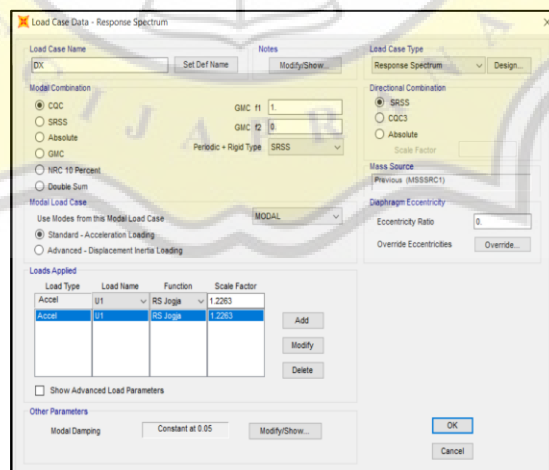 Load Case Data - Response Spectrum
Load Case Name
DX
Set Def Name
Notes
Modify/Show...
Load Case Type
Response Spectrum
Design...
Modal Combination
CQC
SRSS
Absolute
GMC
NRC 10 Percent
Double Sum
GMC f1
1.
GMC f2
0.
Periodic + Rigid Type
SRSS
Directional Combination
SRSS
CQC3
Absolute
Scale Factor
Mass Source
Previous (MSSSRC1)
Modal Load Case
Use Modes from this Modal Load Case
MODAL
Standard - Acceleration Loading
Advanced - Displacement Inertia Loading
Diaphragm Eccentricity
Eccentricity Ratio
0.
Override Eccentricities
Override...
Loads Applied
Load Type Load Name Function Scale Factor
Accel U1 RS Jogja 1.2263
Accel U1 RS Jogja 1.2263
Add
Modify
Delete
Show Advanced Load Parameters
Other Parameters
Modal Damping
Constant at 0.05
Modify/Show...
OK
Cancel